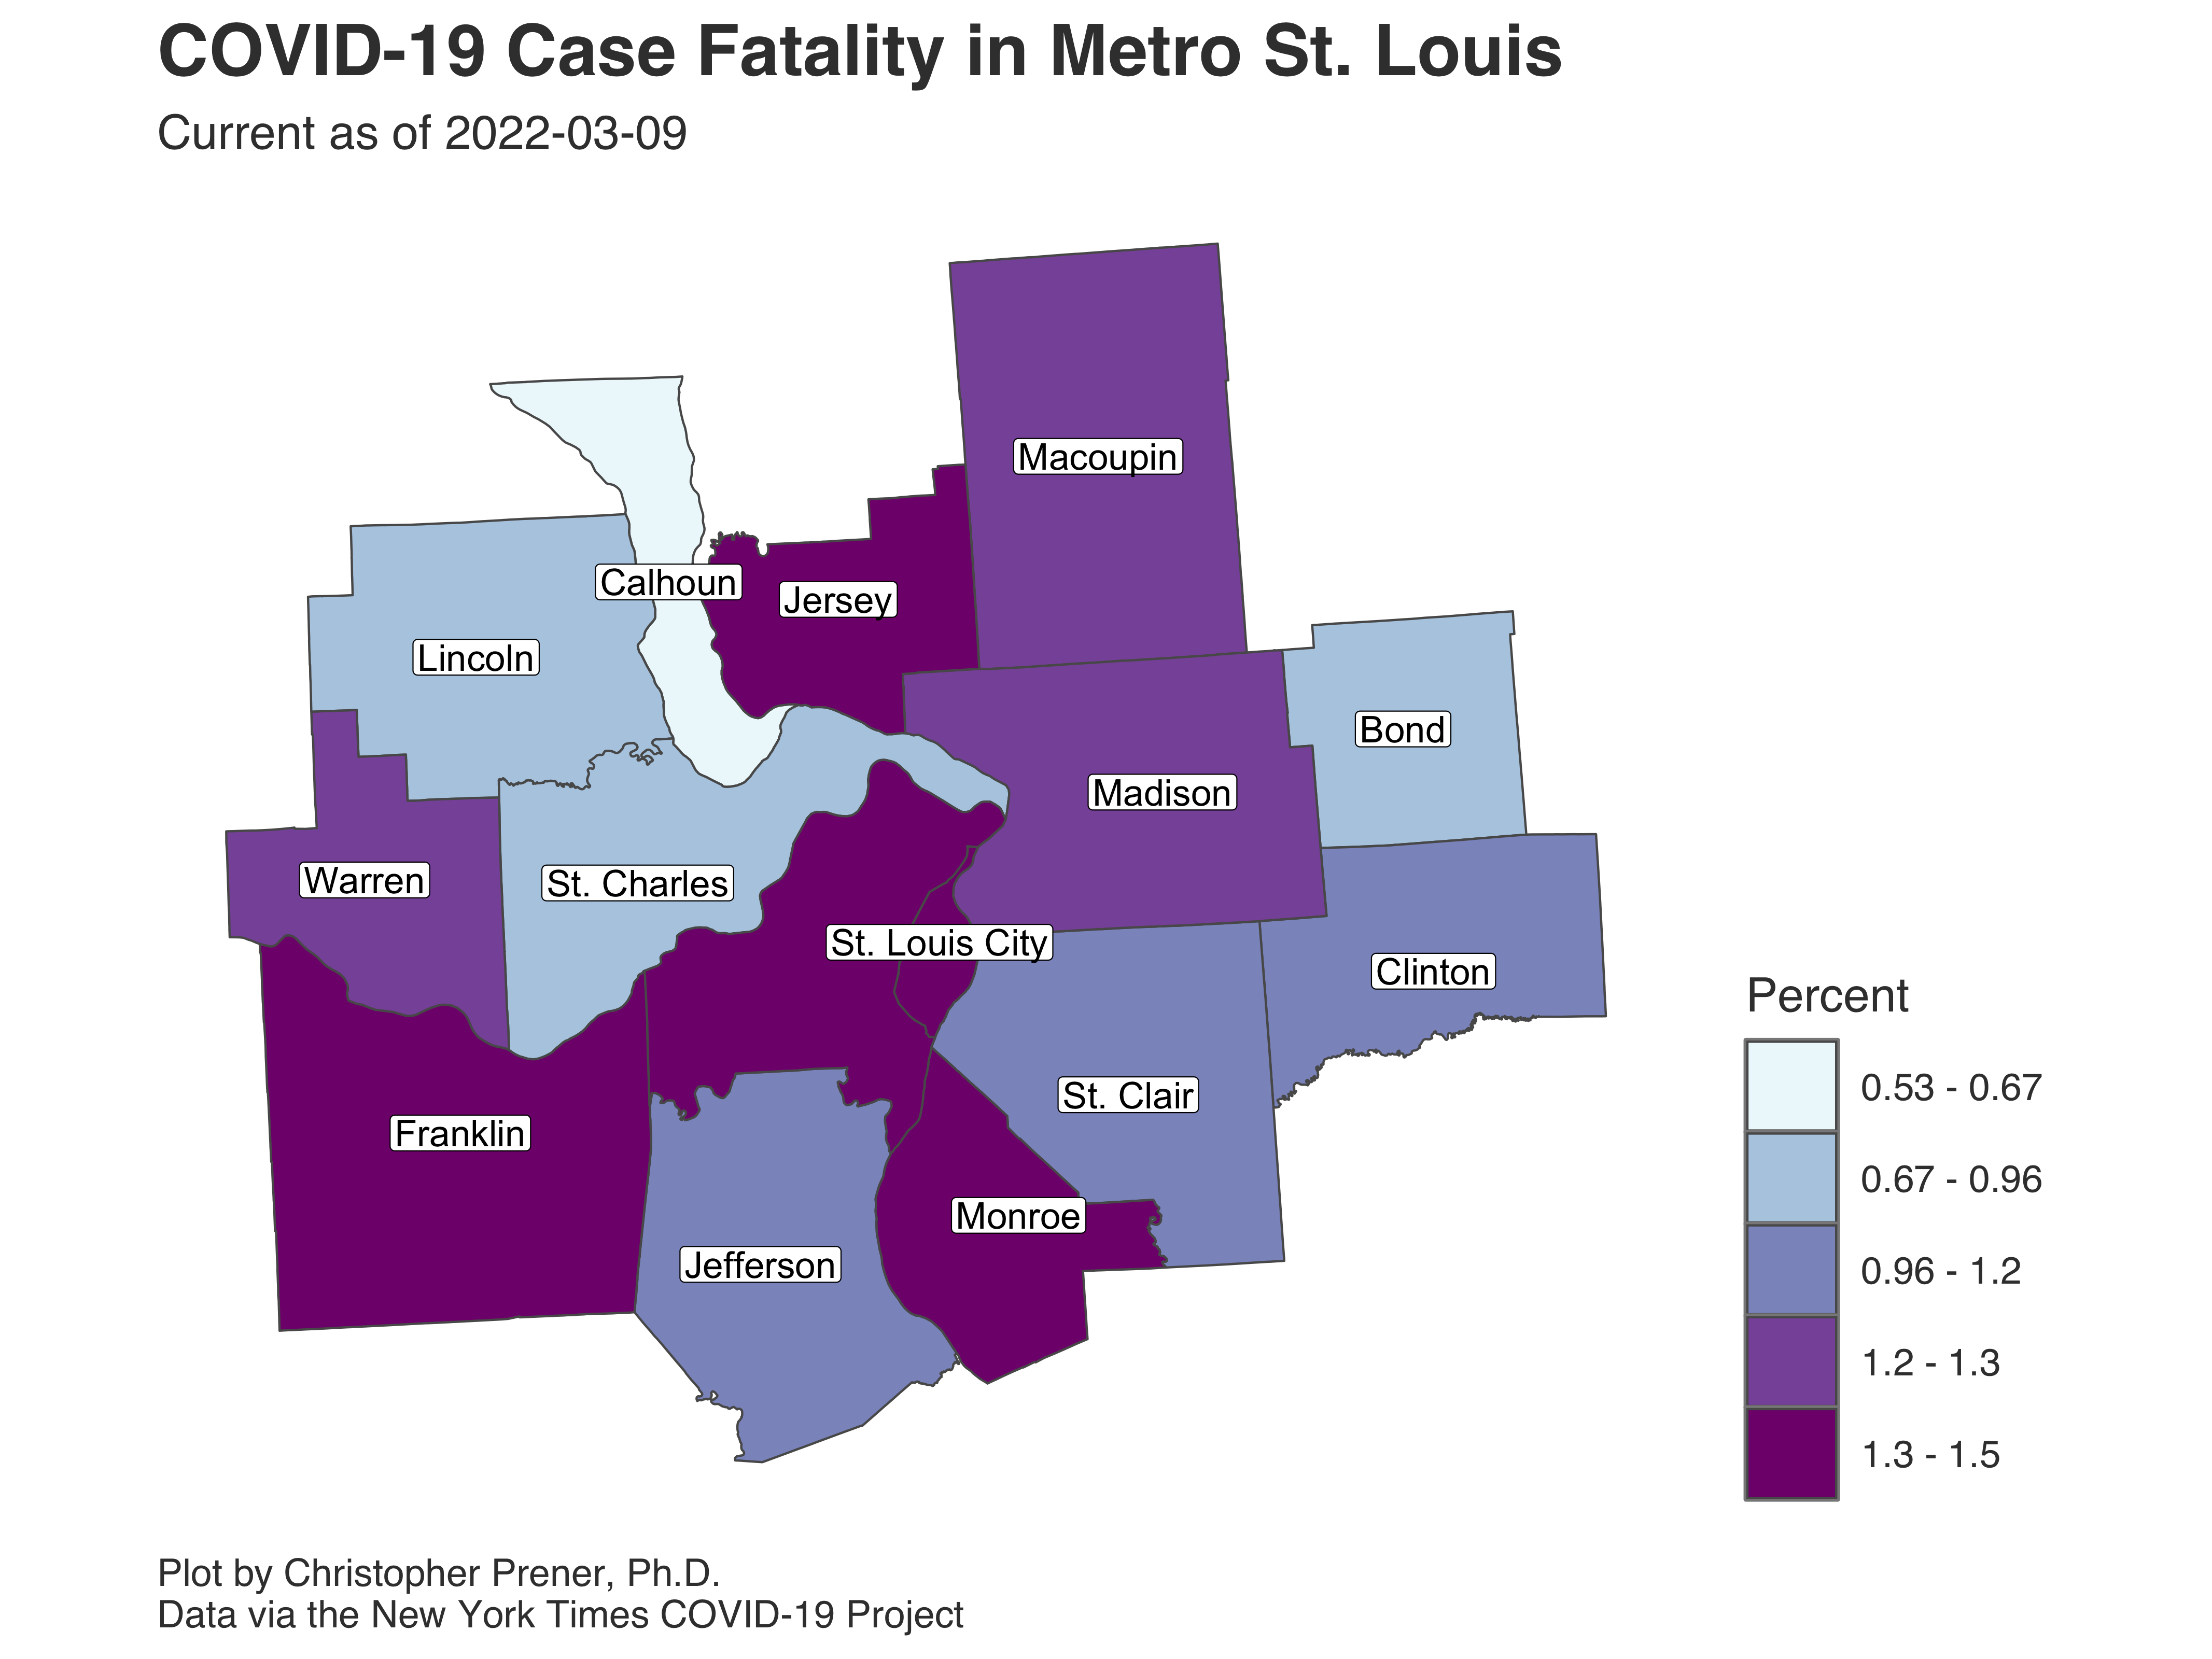 COVID-19 Case Fatality in Metro St. Louis
Current as of 2022-03-09
Macoupin
Calhoun
Jersey
Lincoln
Bond
Madison
Warren
St. Charles
St. Louis City
Clinton
St. Clair
Franklin
Monroe
Jefferson
Percent
0.53 - 0.67
0.67 - 0.96
0.96 - 1.2
1.2 - 1.3
1.3 - 1.5
Plot by Christopher Prener, Ph.D.
Data via the New York Times COVID-19 Project